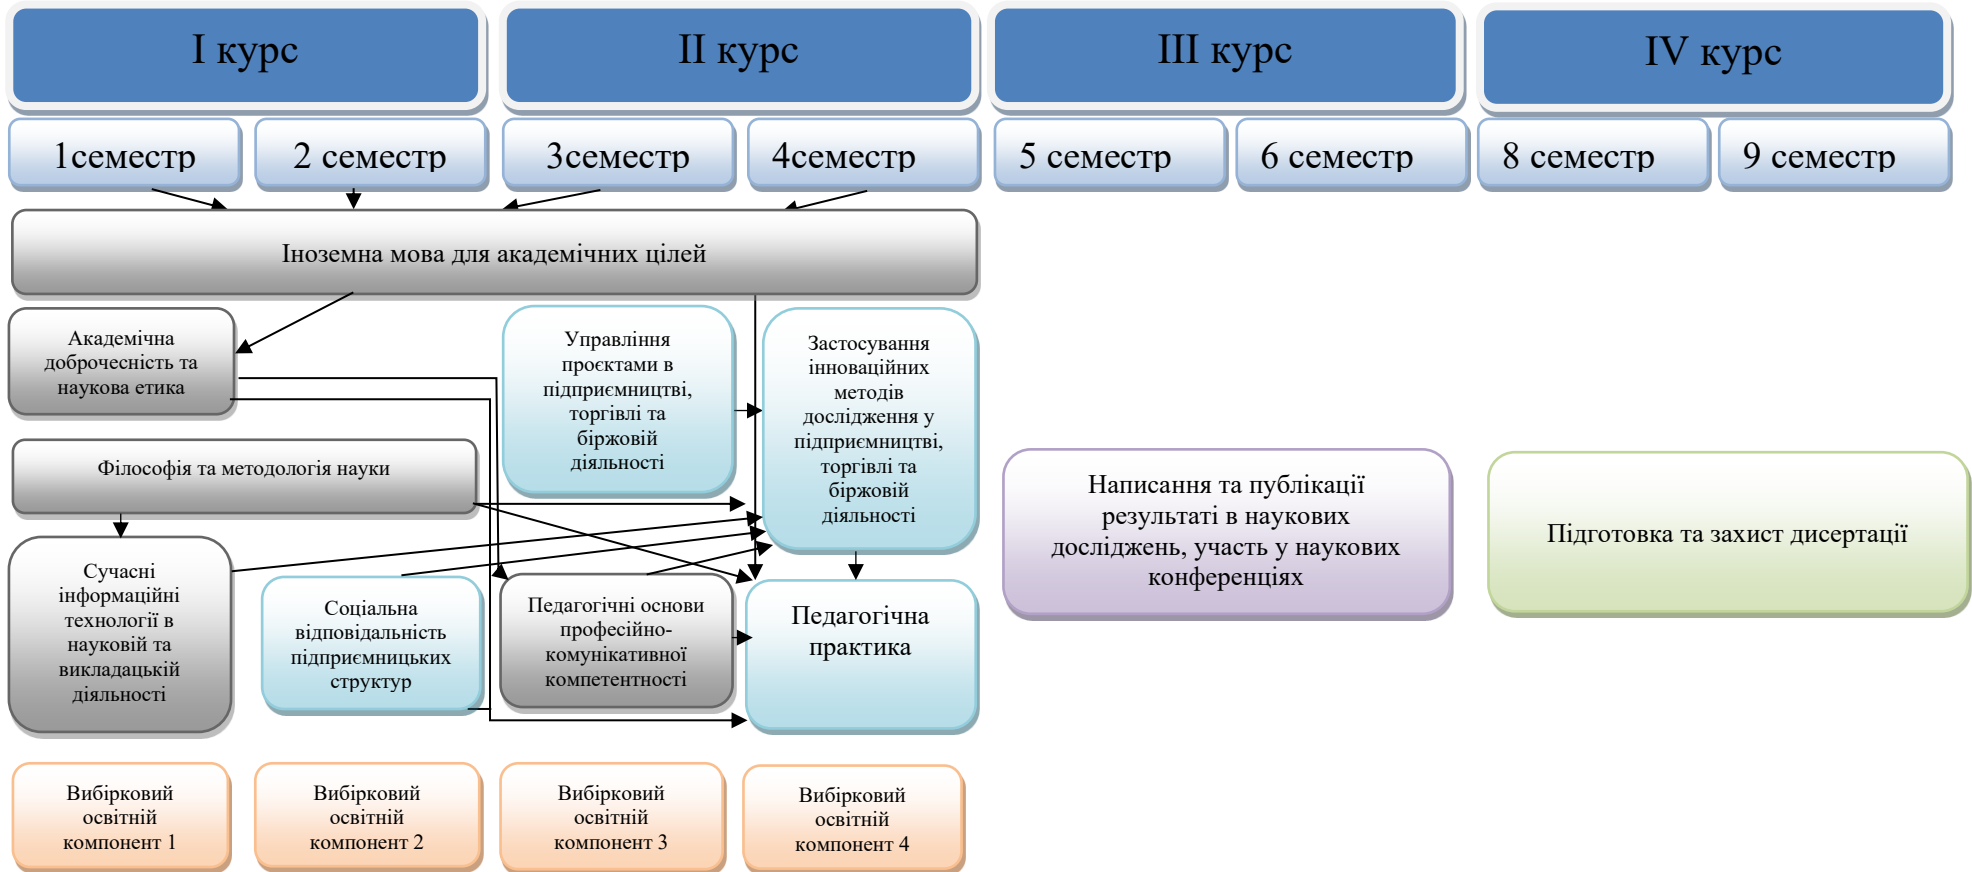 I курс
II курс
III курс
IV курс
1семестр
2 семестр
3семестр
4семестр
5 семестр
6 семестр
8 семестр
9 семестр
Іноземна мова для академічних цілей
Академічна
доброчесність та
наукова етика
Управління
проєктами в
підприємництві,
торгівлі та
біржовій
діяльності
Застосування
інноваційних
методів
дослідження у
підприємництві,
торгівлі та
біржовій
діяльності
Філософія та методологія науки
Написання та публікації
результаті в наукових
досліджень, участь у наукових
конференціях
Підготовка та захист дисертації
Сучасні
інформаційні
технології в
науковій та
викладацькій
діяльності
Соціальна
відповідальність
підприємницьких
структур
Педагогічні основи
професійно-
комунікативної
компетентності
Педагогічна
практика
Вибірковий
освітній
компонент 1
Вибірковий
освітній
компонент 2
Вибірковий
освітній
компонент 3
Вибірковий
освітній
компонент 4